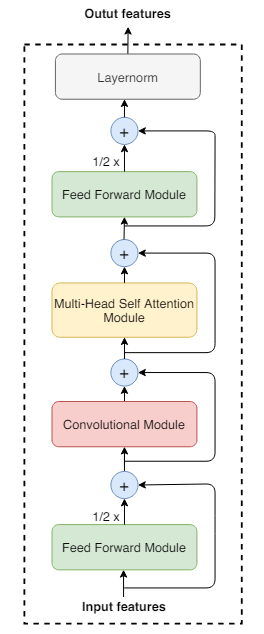 Outut features
Layernorm
+
1/2 x
Feed Forward Module
+
Multi-Head Self Attention
Module
+
Convolutional Module
+
1/2 x
Feed Forward Module
Input features